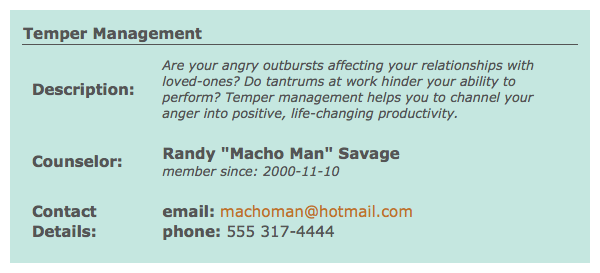 Temper Management
Description:
Are your angry outbursts affecting your relationships with
loved-ones? Do tantrums at work hinder your ability to
perform? Temper management helps you to channel your
anger into positive, life-changing productivity.
Counselor:
Randy "Macho Man" Savage
member since: 2000-11-10
Contact
Details:
email: machoman@hotmail.com
phone: 555 317-4444